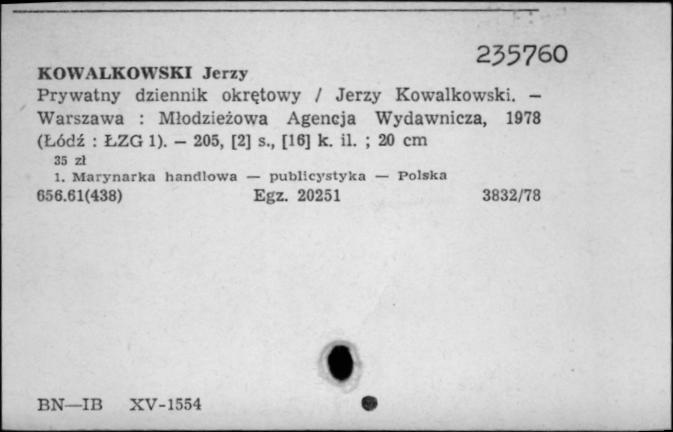 235760
KOWALKOWSKI Jerzy
Prywatny dziennik okrętowy / Jerzy Kowalkowski. —
Warszawa : Młodzieżowa Agencja Wydawnicza, 1978
(Łódź : ŁZG 1). — 205, [2] s., [16] k. il. ; 20 cm
35 zł
1. Marynarka handlowa — publicystyka — Polska
656.61(438) Egz. 20251 3832/78
BN—IB XV-1554